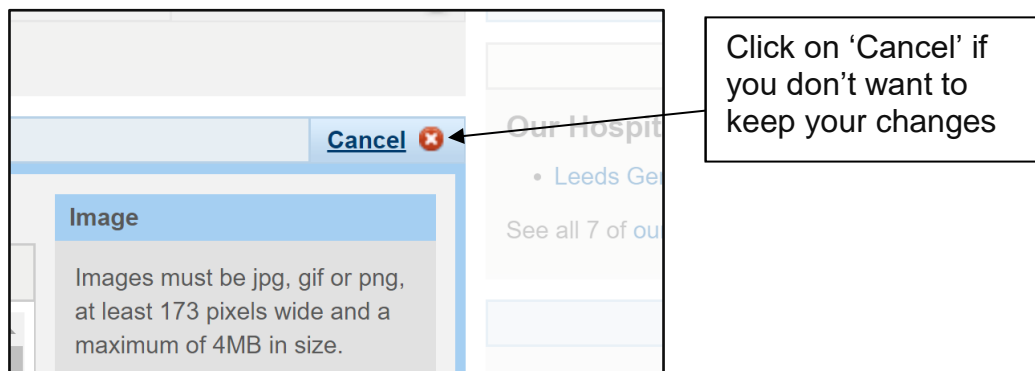 Click on ‘Cancel’ if
you don’t want to
keep your changes
Cancel
Image
Images must be jpg, gif or png,
at least 173 pixels wide and a
maximum of 4MB in size.
Our Hospit
Leeds Ge
See all 7 of ou